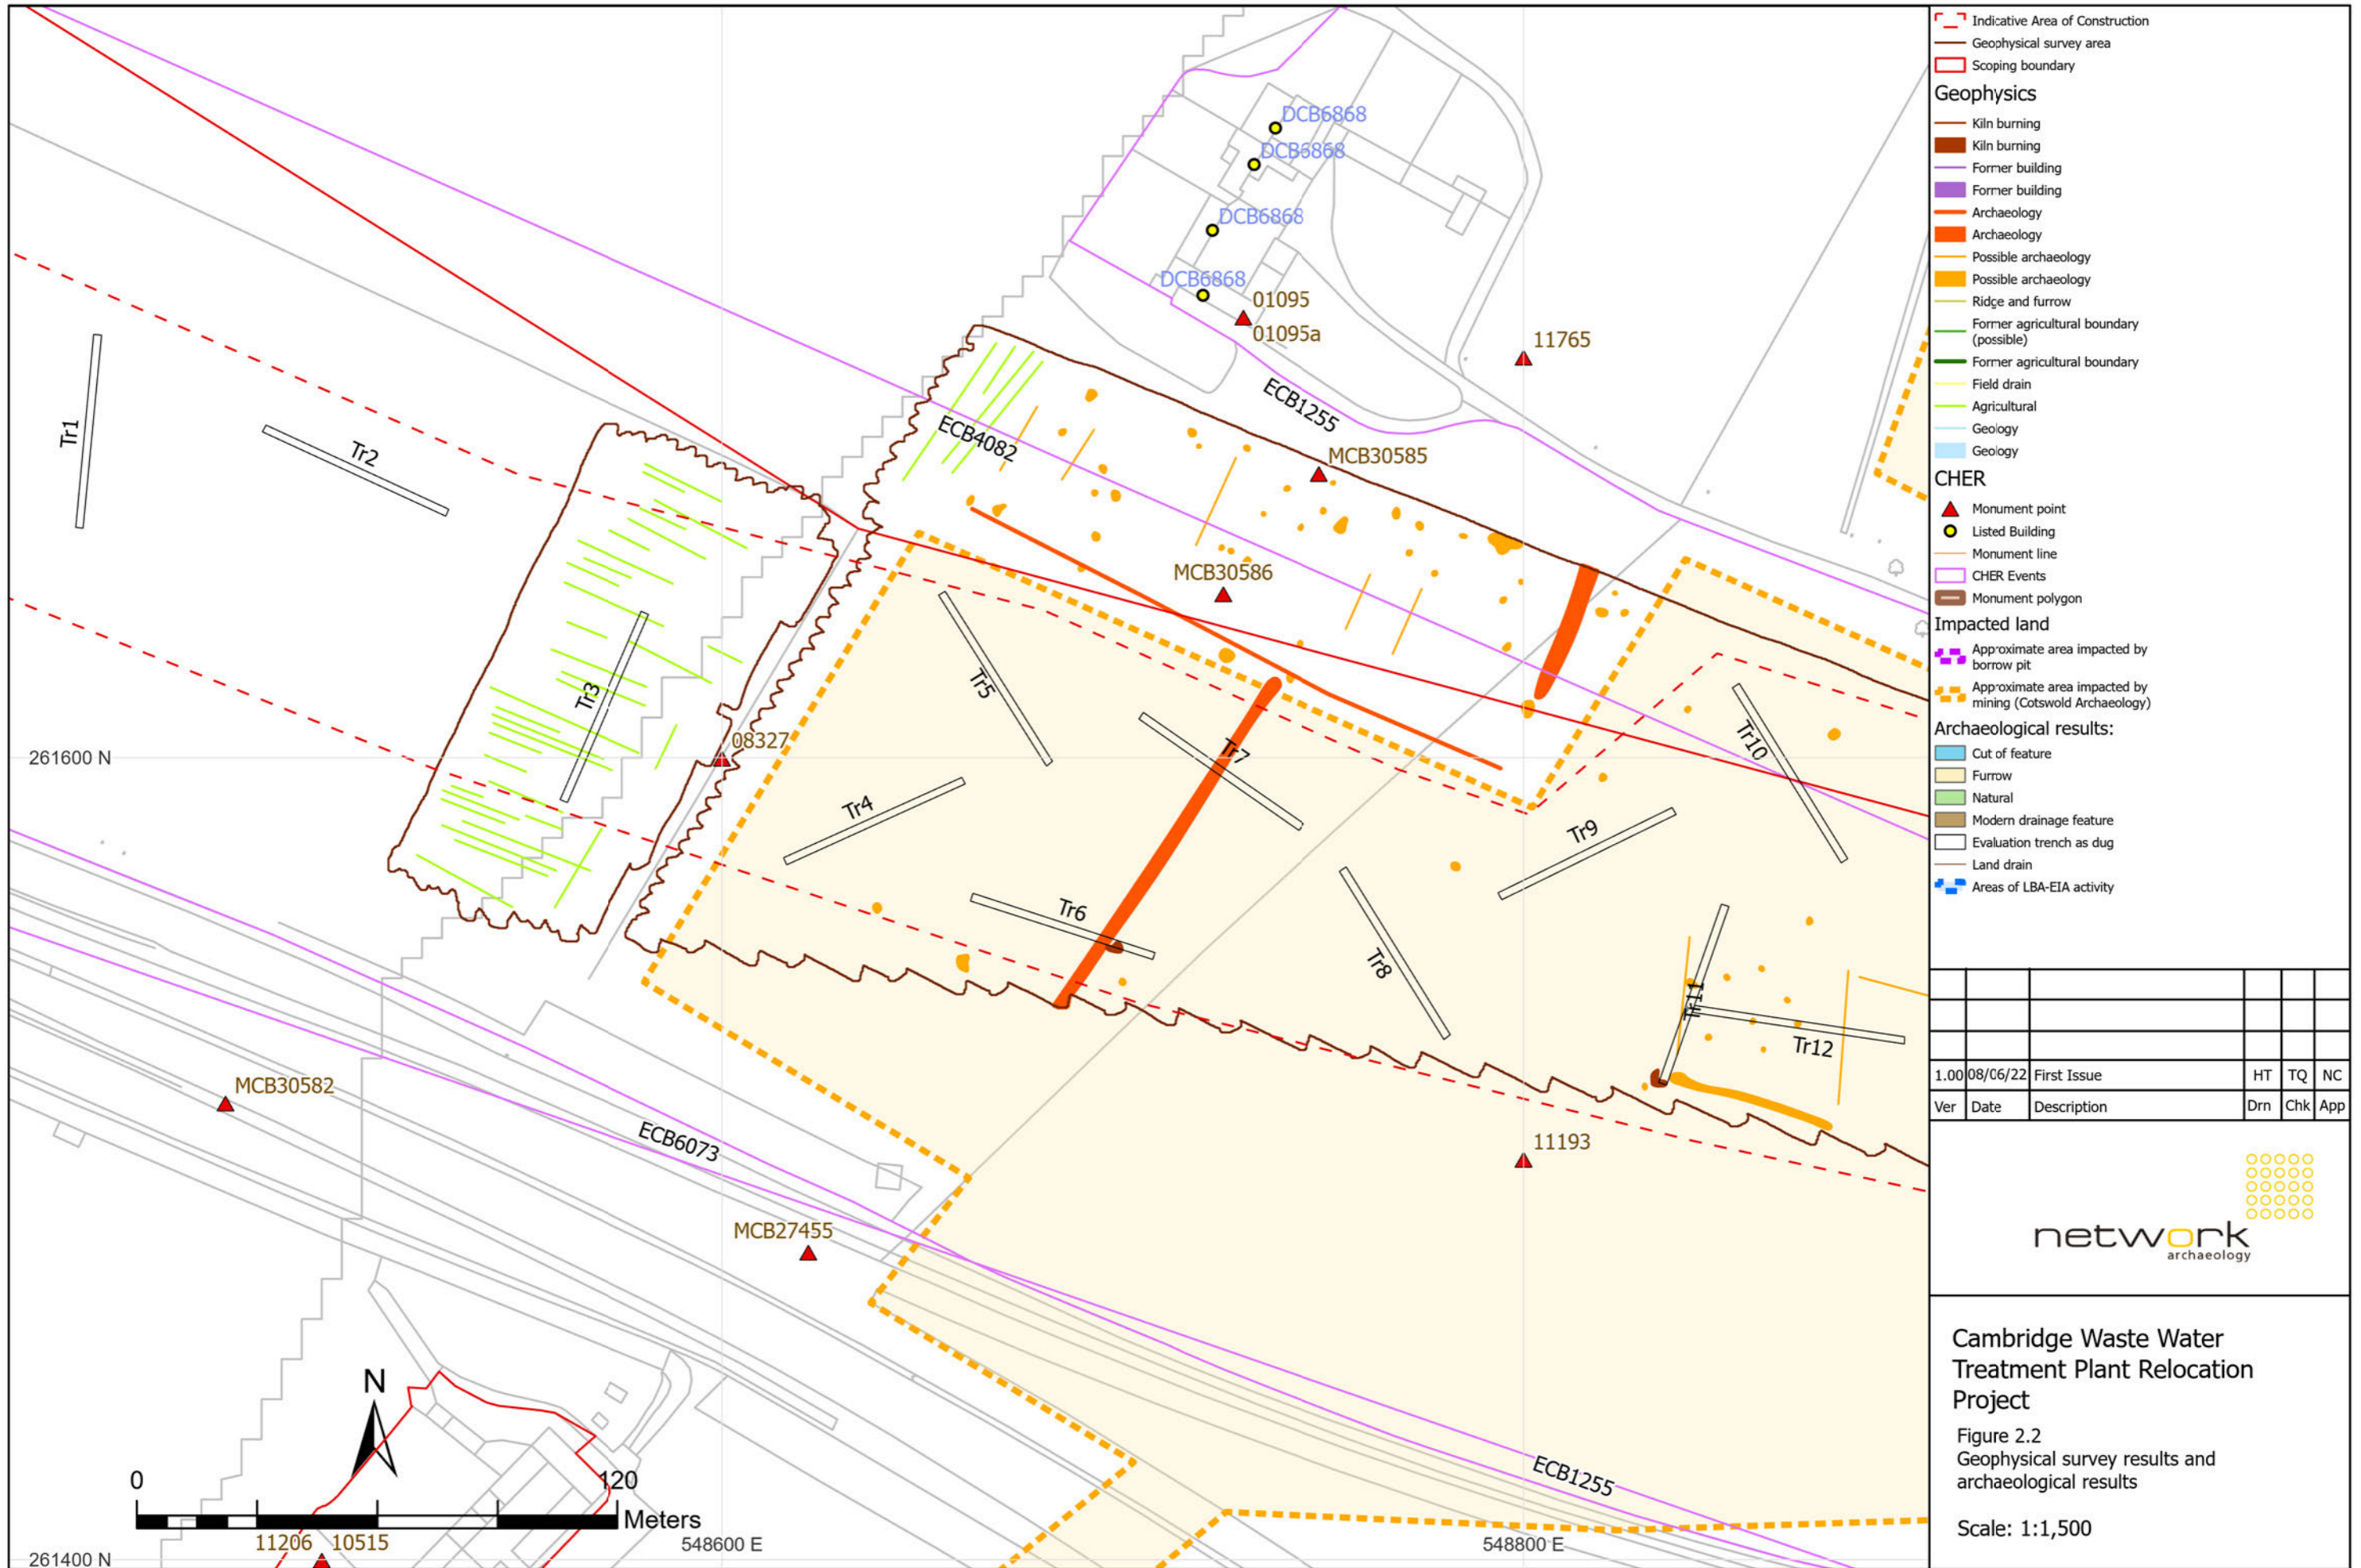 DCB6868
DCB6868
DCB6868
DCB6868
01095
01095a
11765
ECB1255
MCB30585
ECB4082
MCB30586
Tr1
Tr2
Tr3
Tr5
Tr7
Tr10
08327
261600 N
Tr4
Tr9
Tr6
Tr8
Tr11
Tr12
MCB30582
ECB6073
11193
MCB27455
N
0
120
Meters
ECB1255
11206
10515
548600 E
548800 E
261400 N
Indicative Area of Construction
Geophysical survey area
Scoping boundary
Geophysics
Kiln burning
Kiln burning
Former building
Former building
Archaeology
Archaeology
Possible archaeology
Possible archaeology
Ridge and furrow
Former agricultural boundary
(possible)
Former agricultural boundary
Field drain
Agricultural
Geology
Geology
CHER
Monument point
Listed Building
Monument line
CHER Events
Monument polygon
Impacted land
Approximate area impacted by
borrow pit
Approximate area impacted by
mining (Cotswold Archaeology)
Archaeological results:
Cut of feature
Furrow
Natural
Modern drainage feature
Evaluation trench as dug
Land drain
Areas of LBA-EIA activity
1.00 08/06/22 First Issue HT TQ NC
Ver Date Description Drn Chk App
network
archaeology
Cambridge Waste Water
Treatment Plant Relocation
Project
Figure 2.2
Geophysical survey results and
archaeological results
Scale: 1:1,500